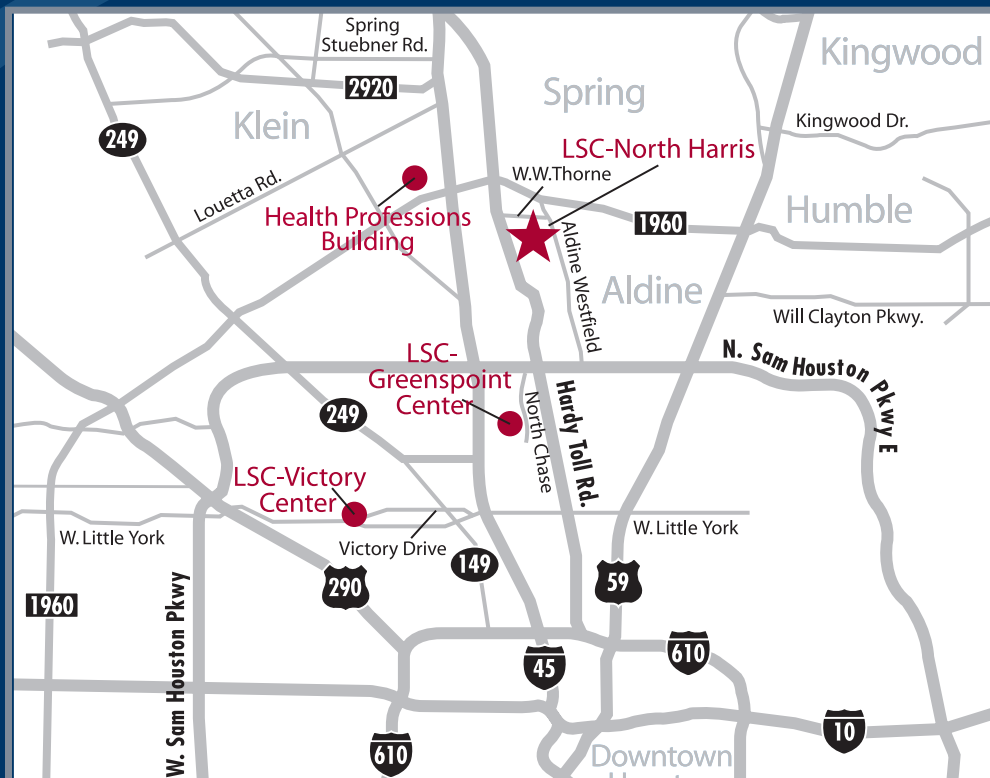 Spring
Stuebner Rd.
Kingwood
2920
Spring
Klein
249
Kingwood Dr.
LSC-North Harris
W.W.Thorne
Louetta Rd.
Health Professions
Building
1960
Humble
Aldine Westfield
Aldine
Will Clayton Pkwy.
N. Sam Houston Pkwy E
LSC-
Greenspoint
Center
249
North Chase
Hardy Toll Rd.
LSC-Victory
Center
W. Little York
W. Little York
Victory Drive
149
290
59
1960
W. Sam Houston Pkwy
45
610
10
610
Downtown